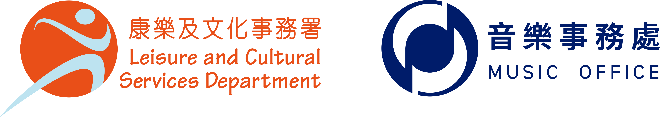 康樂及文化事務署
Leisure and Cultural
Services Department
音樂事務處
MUSIC OFFICE